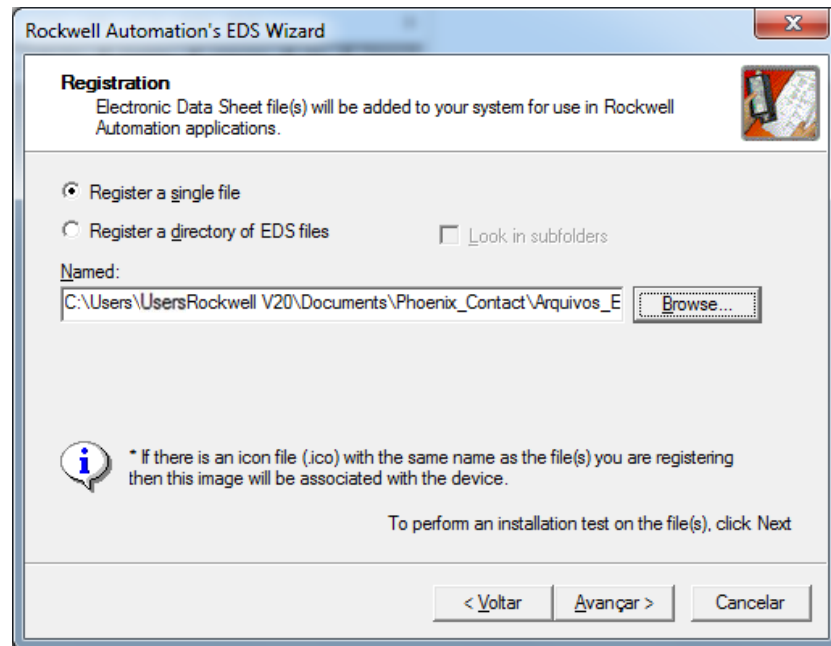 Rockwell Automation's EDS Wizard
Registration
Electronic Data Sheet file(s) will be added to your system for use in Rockwell
Automation applications.
Register a single file
Register a directory of EDS files
Look in subfolders
Named:
C:\Users\UsersRockwell V20\Documents\Phoenix_Contact\Arquivos_E
Browse...
* If there is an icon file (.ico) with the same name as the file(s) you are registering
then this image will be associated with the device.
To perform an installation test on the file(s), click Next
< Voltar
Avançar >
Cancelar